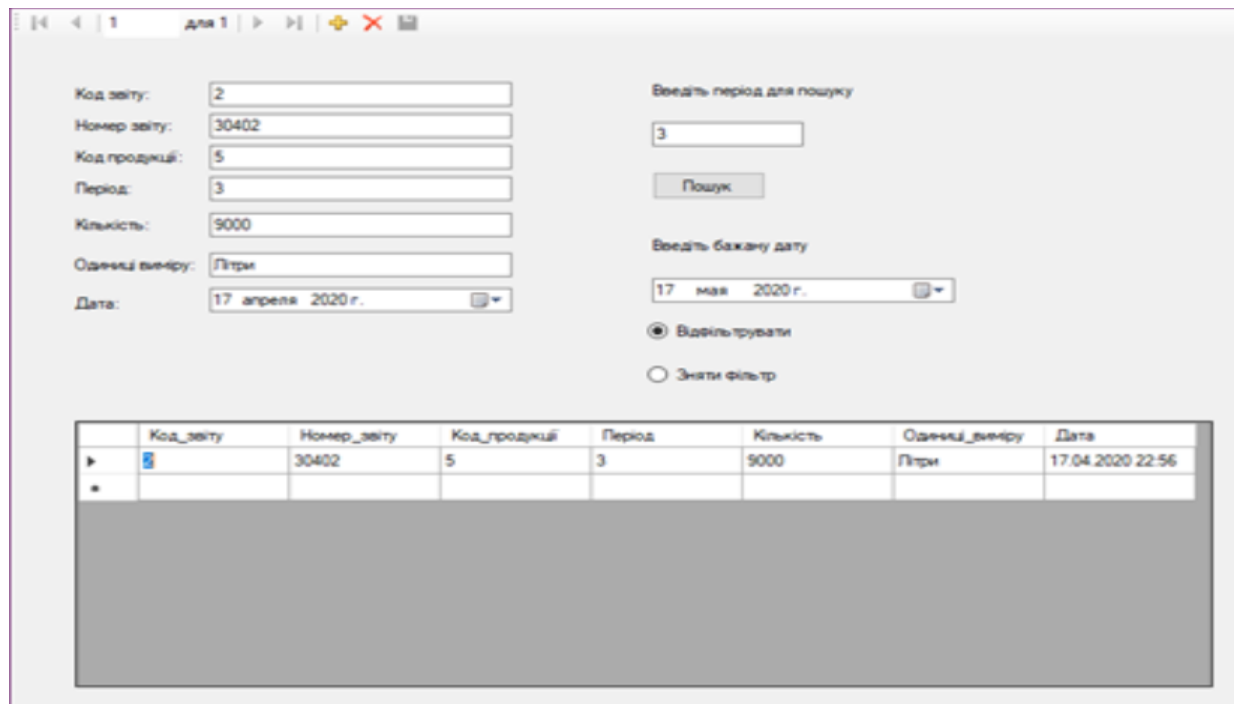 1 для 1
Код звіту: 2
Номер звіту: 30402
Код продукції: 5
Період: 3
Кількість: 9000
Одиниці виміру: Літри
Дата: 17 апреля 2020 г.
Введіть період для пошуку
3
Пошук
Введіть бажану дату
17 мая 2020 г.
Відфільтрувати
Зняти фільтр
Код_звіту Номер_звіту Код_продукції Період Кількість Одиниці_виміру Дата
2 30402 5 3 9000 Літри 17.04.2020 22:56